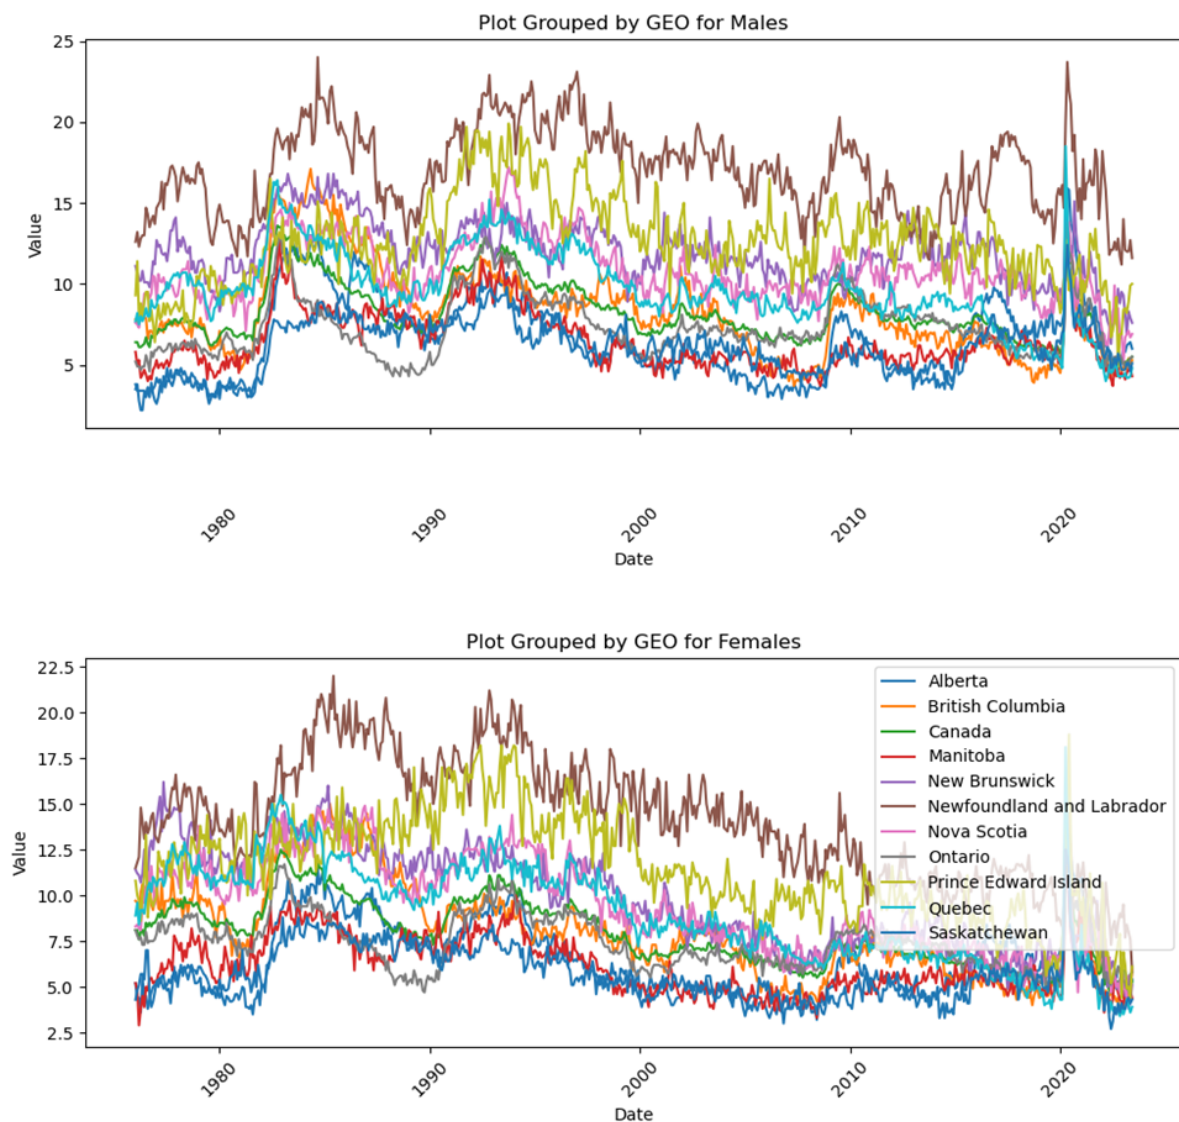 Plot Grouped by GEO for Males
25
20
15
10
5
Value
1980
1990
2000
2010
2020
Date
Plot Grouped by GEO for Females
22.5
20.0
17.5
15.0
12.5
10.0
7.5
5.0
2.5
Value
Alberta
British Columbia
Canada
Manitoba
New Brunswick
Newfoundland and Labrador
Nova Scotia
Ontario
Prince Edward Island
Quebec
Saskatchewan
1980
1990
2000
2010
2020
Date